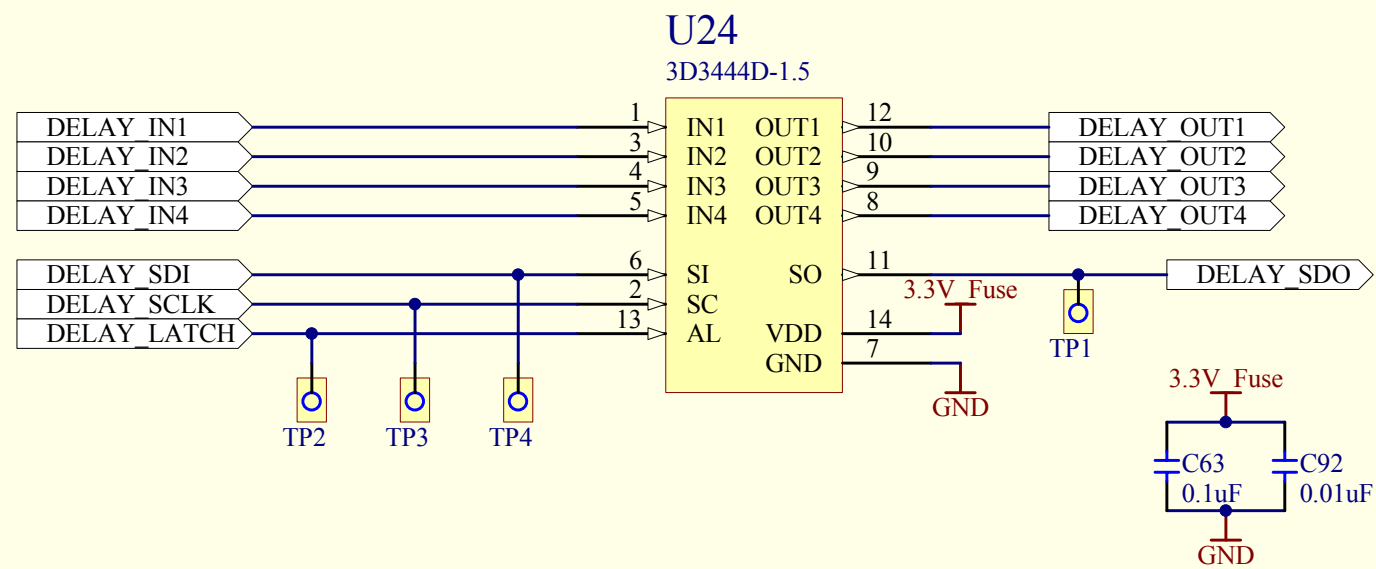 U24
3D3444D-1.5
DELAY_IN1 1 IN1 OUT1 12 DELAY_OUT1
DELAY_IN2 3 IN2 OUT2 10 DELAY_OUT2
DELAY_IN3 4 IN3 OUT3 9 DELAY_OUT3
DELAY_IN4 5 IN4 OUT4 8 DELAY_OUT4
DELAY_SDI 6 SI SO 11 DELAY_SDO
DELAY_SCLK 2 SC 3.3V_Fuse
DELAY_LATCH 13 AL VDD 14
GND 7
TP1
GND
TP2 TP3 TP4
3.3V_Fuse
C63 C92
0.1uF 0.01uF
GND